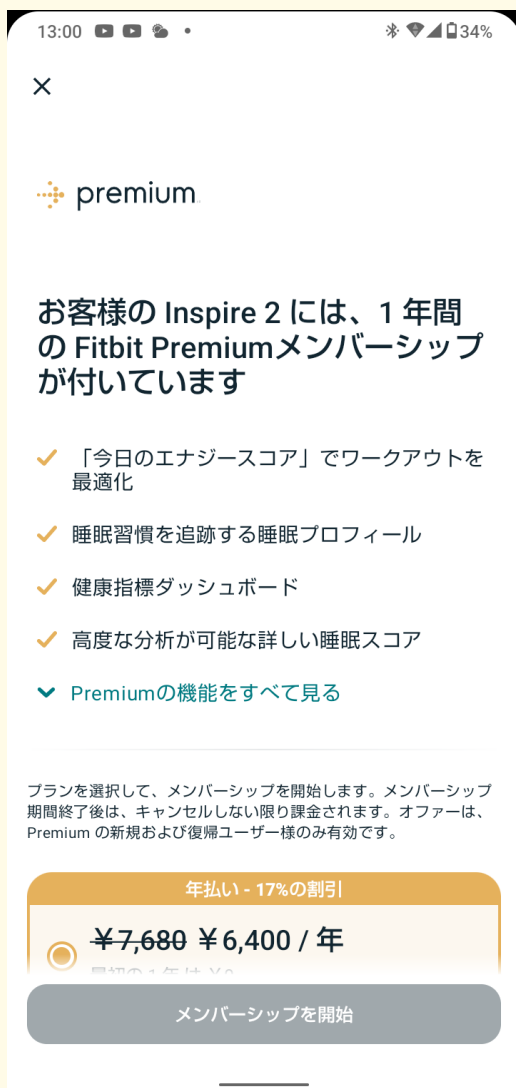 13:00
34%
premium
お客様の Inspire 2 には、1 年間
の Fitbit Premiumメンバーシップ
が付いています
「今日のエナジースコア」でワークアウトを
最適化
睡眠習慣を追跡する睡眠プロフィール
健康指標ダッシュボード
高度な分析が可能な詳しい睡眠スコア
Premiumの機能をすべて見る
プランを選択して、メンバーシップを開始します。メンバーシップ
期間終了後は、キャンセルしない限り課金されます。オファーは、
Premium の新規および復帰ユーザー様のみ有効です。
年払い - 17%の割引
￥7,680 ￥6,400 / 年
最初の 1 年 は ￥0
メンバーシップを開始